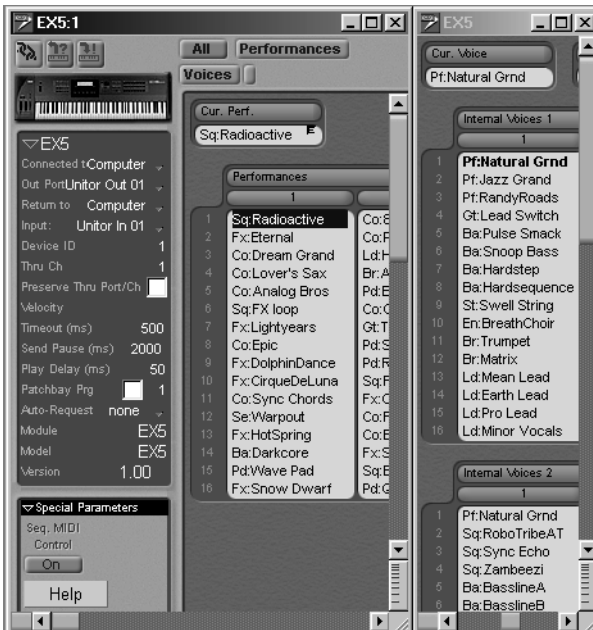 EX5:1
All Performances
Voices
EX5
Connected t Computer
Out Port Unitor Out 01
Return to Computer
Input: Unitor In 01
Device ID 1
Thru Ch 1
Preserve Thru Port/Ch
Velocity
Timeout (ms) 500
Send Pause (ms) 2000
Play Delay (ms) 50
Patchbay Prg 1
Auto-Request none
Module EX5
Model EX5
Version 1.00
Special Parameters
Seq. MIDI
Control
On
Help
Cur. Perf.
Sq:Radioactive E
Performances
1
1 Sq:Radioactive
2 Fx:Eternal
3 Co:Dream Grand
4 Co:Lover's Sax
5 Co:Analog Bros
6 Sq:FX loop
7 Fx:Lightyears
8 Co:Epic
9 Fx:DolphinDance
10 Fx:CirqueDeLuna
11 Co:Sync Chords
12 Se:Warpout
13 Fx:HotSpring
14 Ba:Darkcore
15 Pd:Wave Pad
16 Fx:Snow Dwarf
EX5
Cur. Voice
Pf:Natural Grnd
Internal Voices 1
1
1 Pf:Natural Grnd
2 Pf:Jazz Grand
3 Pf:RandyRoads
4 Gt:Lead Switch
5 Ba:Pulse Smack
6 Ba:Snoop Bass
7 Ba:Hardstep
8 Ba:Hardsequence
9 St:Swell String
10 En:BreathChoir
11 Br:Trumpet
12 Br:Matrix
13 Ld:Mean Lead
14 Ld:Earth Lead
15 Ld:Pro Lead
16 Ld:Minor Vocals
Internal Voices 2
1
1 Pf:Natural Grnd
2 Sq:RoboTribeAT
3 Sq:Sync Echo
4 Sq:Zambeezi
5 Ba:BasslineA
6 Ba:BasslineB